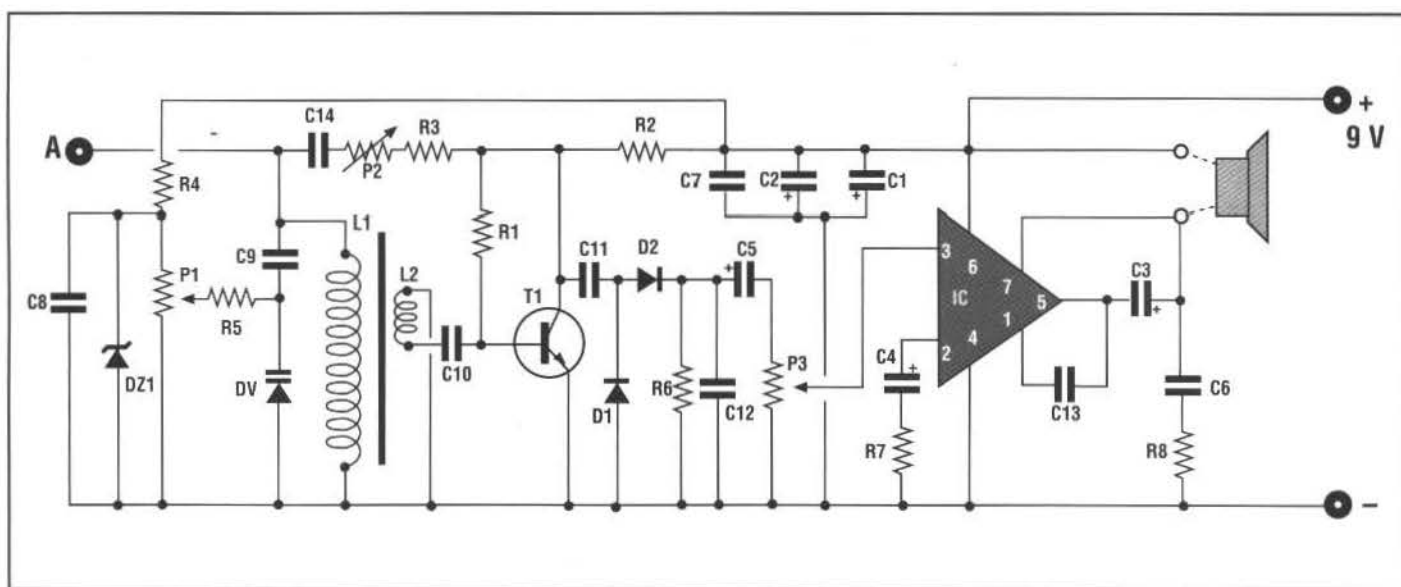 C14
R3
R2
+
A
P2
9 V
R4
C7
C2
+
C1
+
L1
R1
C9
C11
D2
C5
+
3
6
P1
L2
T1
C3
7
+
IC
5
C8
R5
1
C4
+
2
4
P3
DZ1
DV
C10
R6
C12
C13
C6
D1
R7
R8
-